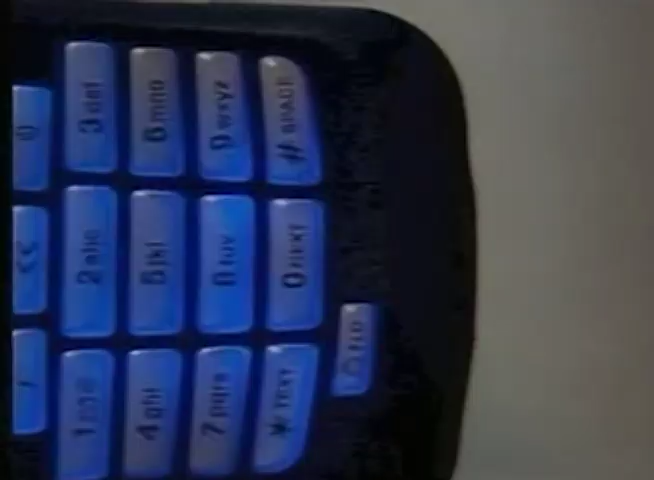 <<
1
2 abc
3 def
4 ghi
5 jkl
6 mno
7 pqrs
8 tuv
9 wxyz
* TEXT
0 NEXT
# SPACE